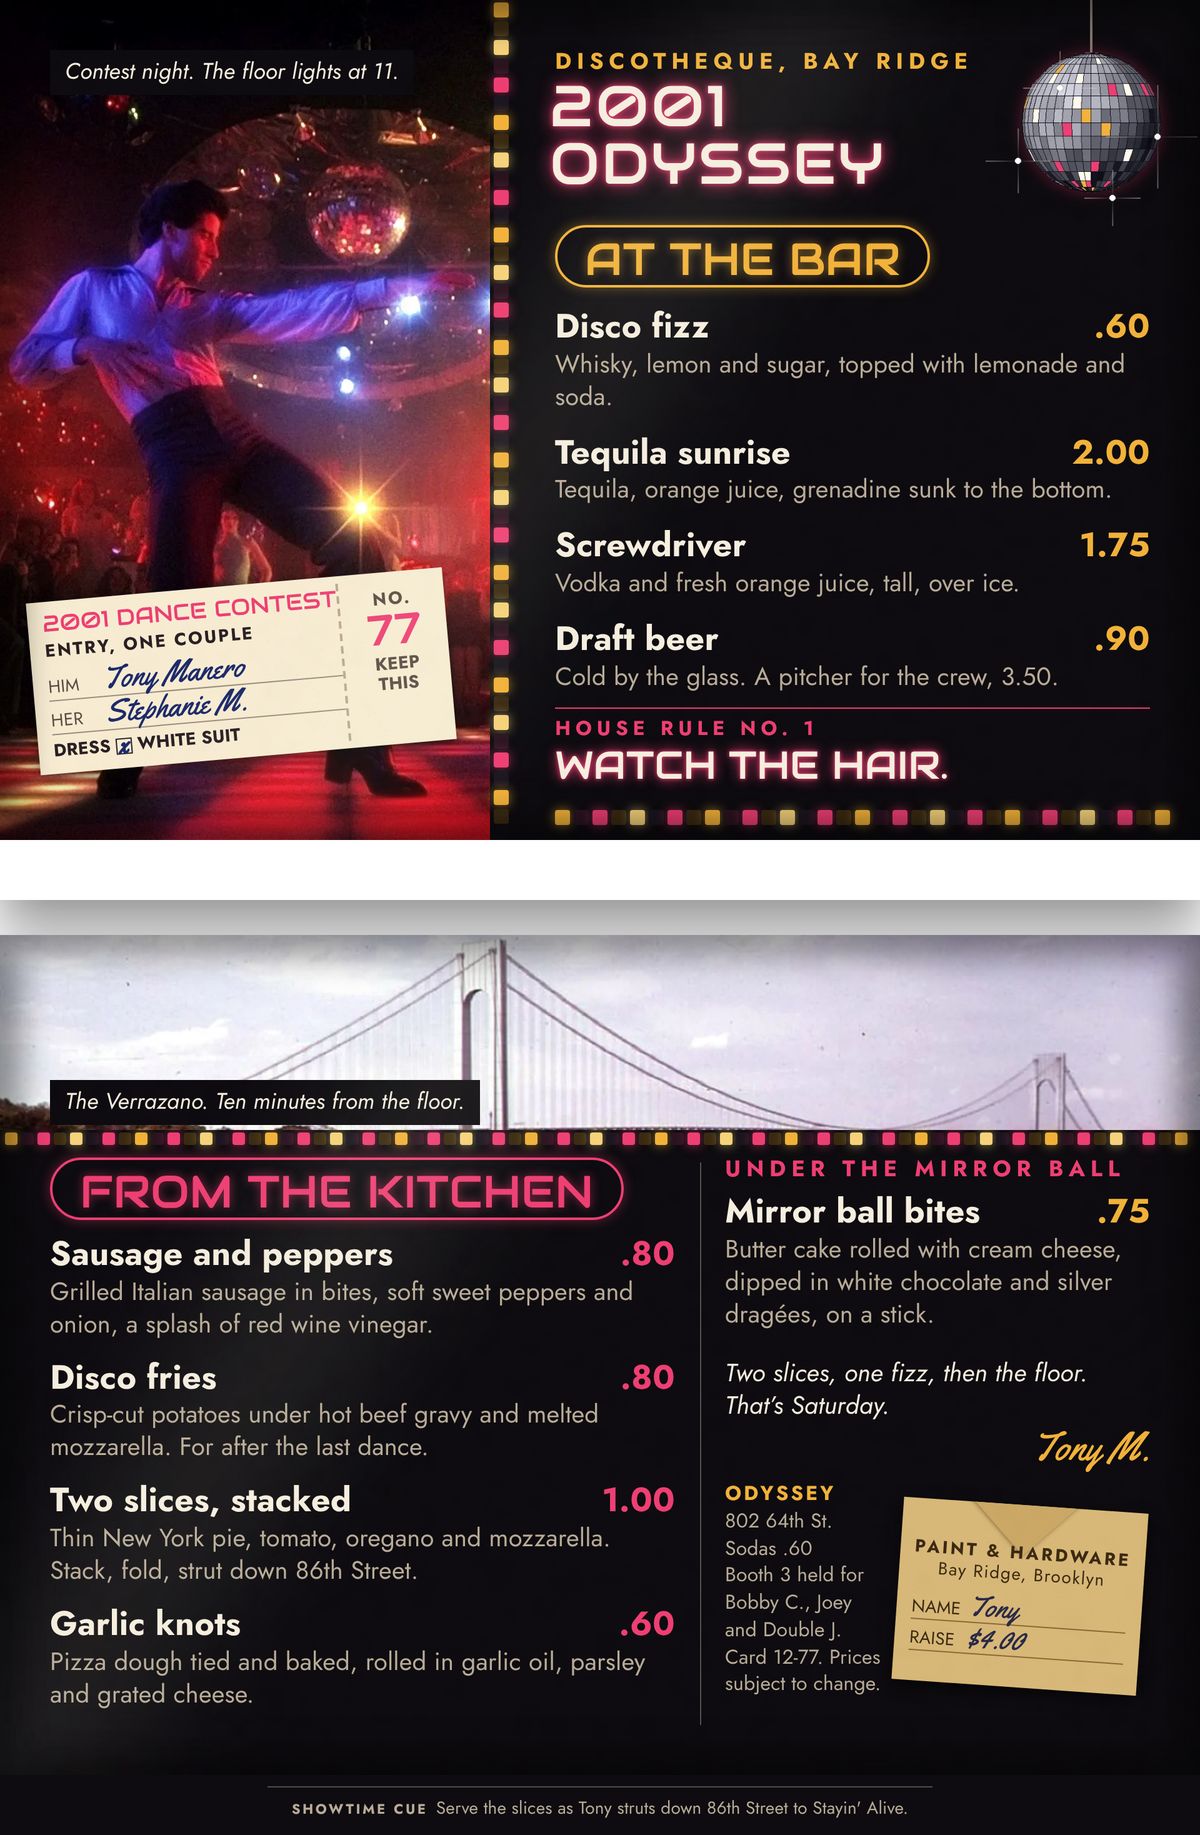 Contest night. The floor lights at 11.
2001 DANCE CONTEST
ENTRY, ONE COUPLE
HIM Tony Manero
HER Stephanie M.
DRESS x WHITE SUIT
NO.
77
KEEP
THIS
DISCOTHEQUE, BAY RIDGE
2001
ODYSSEY
AT THE BAR
Disco fizz .60
Whisky, lemon and sugar, topped with lemonade and
soda.
Tequila sunrise 2.00
Tequila, orange juice, grenadine sunk to the bottom.
Screwdriver 1.75
Vodka and fresh orange juice, tall, over ice.
Draft beer .90
Cold by the glass. A pitcher for the crew, 3.50.
HOUSE RULE NO. 1
WATCH THE HAIR.
The Verrazano. Ten minutes from the floor.
FROM THE KITCHEN
Sausage and peppers .80
Grilled Italian sausage in bites, soft sweet peppers and
onion, a splash of red wine vinegar.
Disco fries .80
Crisp-cut potatoes under hot beef gravy and melted
mozzarella. For after the last dance.
Two slices, stacked 1.00
Thin New York pie, tomato, oregano and mozzarella.
Stack, fold, strut down 86th Street.
Garlic knots .60
Pizza dough tied and baked, rolled in garlic oil, parsley
and grated cheese.
UNDER THE MIRROR BALL
Mirror ball bites .75
Butter cake rolled with cream cheese,
dipped in white chocolate and silver
dragées, on a stick.
Two slices, one fizz, then the floor.
That's Saturday.
Tony M.
ODYSSEY
802 64th St.
Sodas .60
Booth 3 held for
Bobby C., Joey
and Double J.
Card 12-77. Prices
subject to change.
PAINT & HARDWARE
Bay Ridge, Brooklyn
NAME Tony
RAISE $4.00
SHOWTIME CUE Serve the slices as Tony struts down 86th Street to Stayin' Alive.